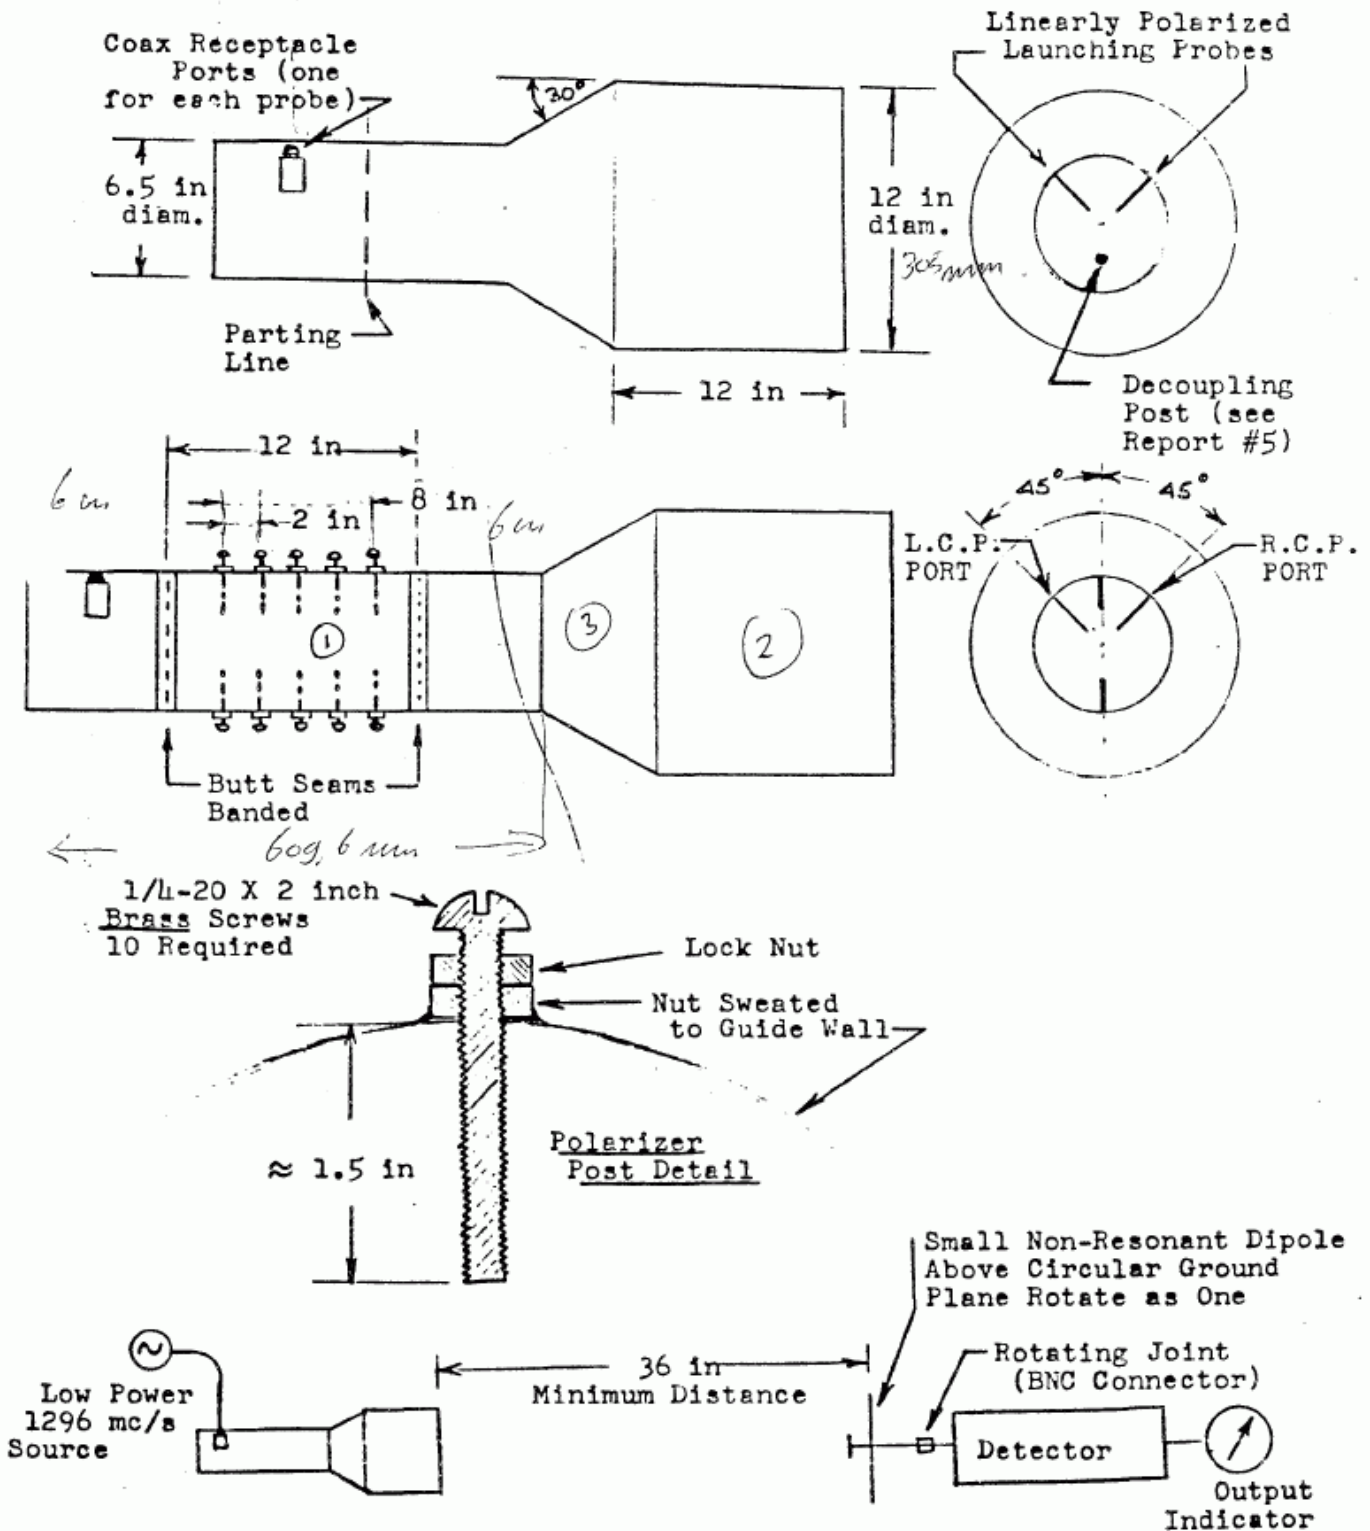 Coax Receptacle
Ports (one
for each probe)
30°
Linearly Polarized
Launching Probes
6.5 in
diam.
12 in
diam.
305 mm
Parting
Line
12 in
Decoupling
Post (see
Report #5)
12 in
8 in
2 in
45°
45°
L.C.P.
PORT
R.C.P.
PORT
1
3
2
Butt Seams
Banded
609,6 mm
1/4-20 X 2 inch
Brass Screws
10 Required
Lock Nut
Nut Sweated
to Guide Wall
≈ 1.5 in
Polarizer
Post Detail
Small Non-Resonant Dipole
Above Circular Ground
Plane Rotate as One
36 in
Minimum Distance
Rotating Joint
(BNC Connector)
Low Power
1296 mc/s
Source
Detector
Output
Indicator